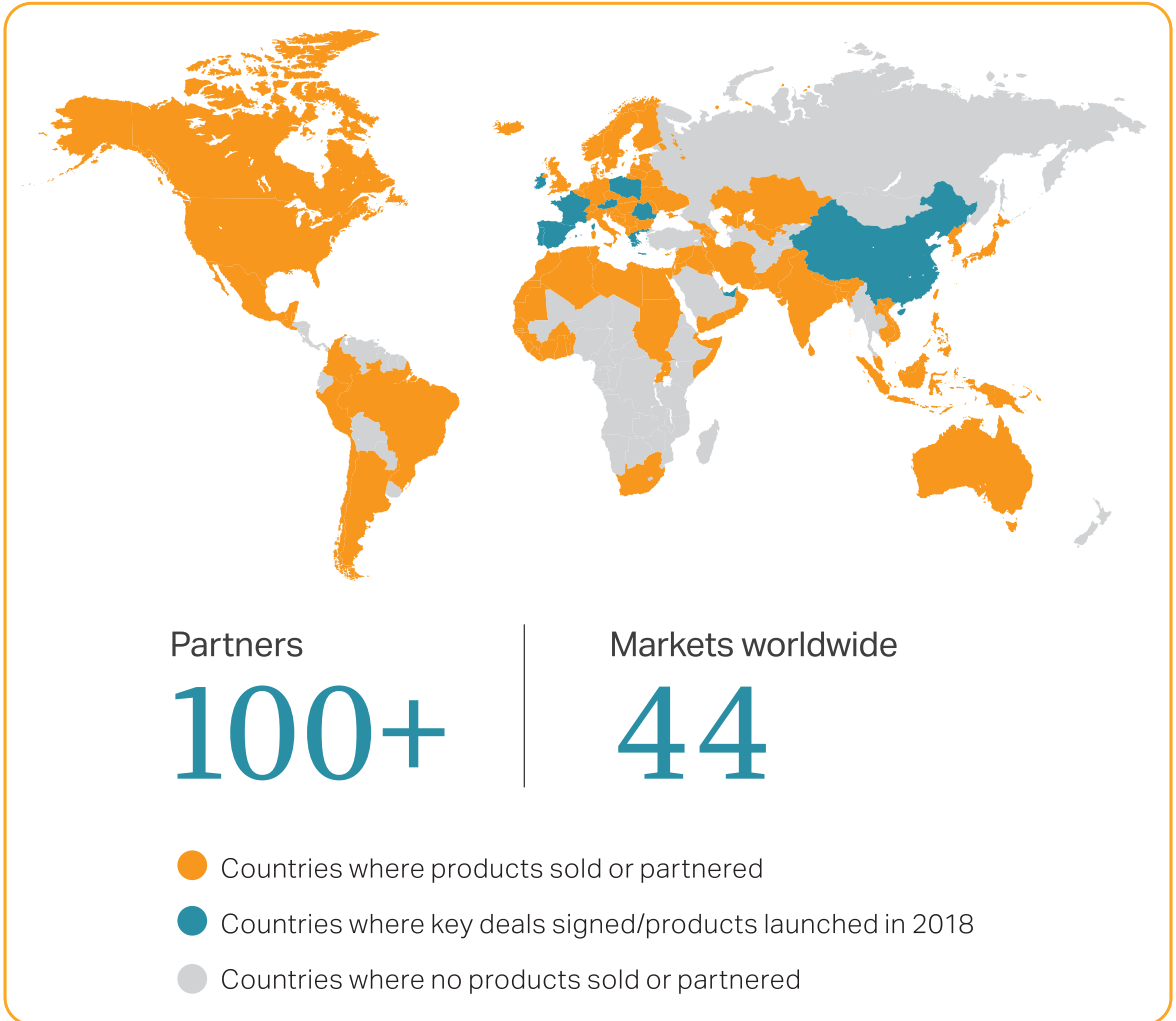 Partners
100+
Markets worldwide
44
Countries where products sold or partnered
Countries where key deals signed/products launched in 2018
Countries where no products sold or partnered